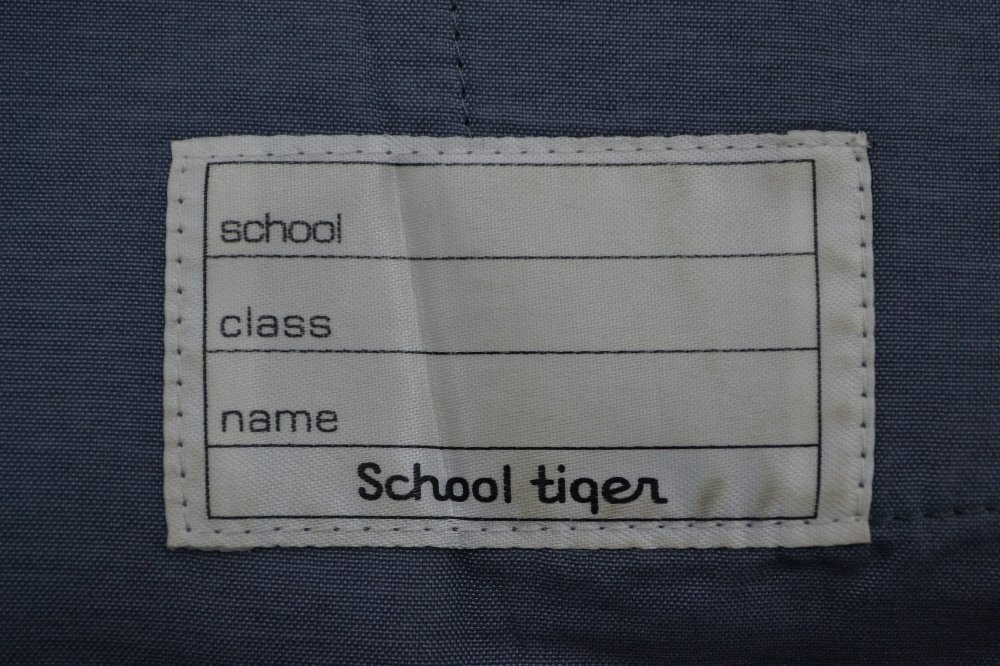 school
class
name
School tiger